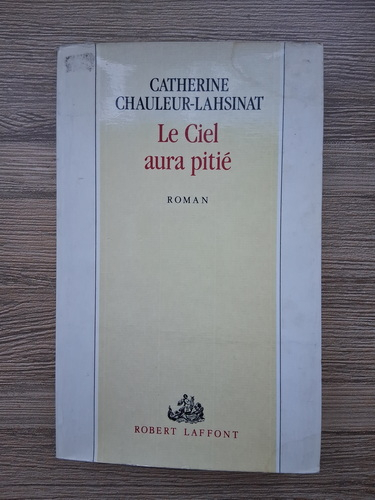 CATHERINE
CHAULEUR-LAHSINAT
Le Ciel
aura pitié
ROMAN
ROBERT LAFFONT